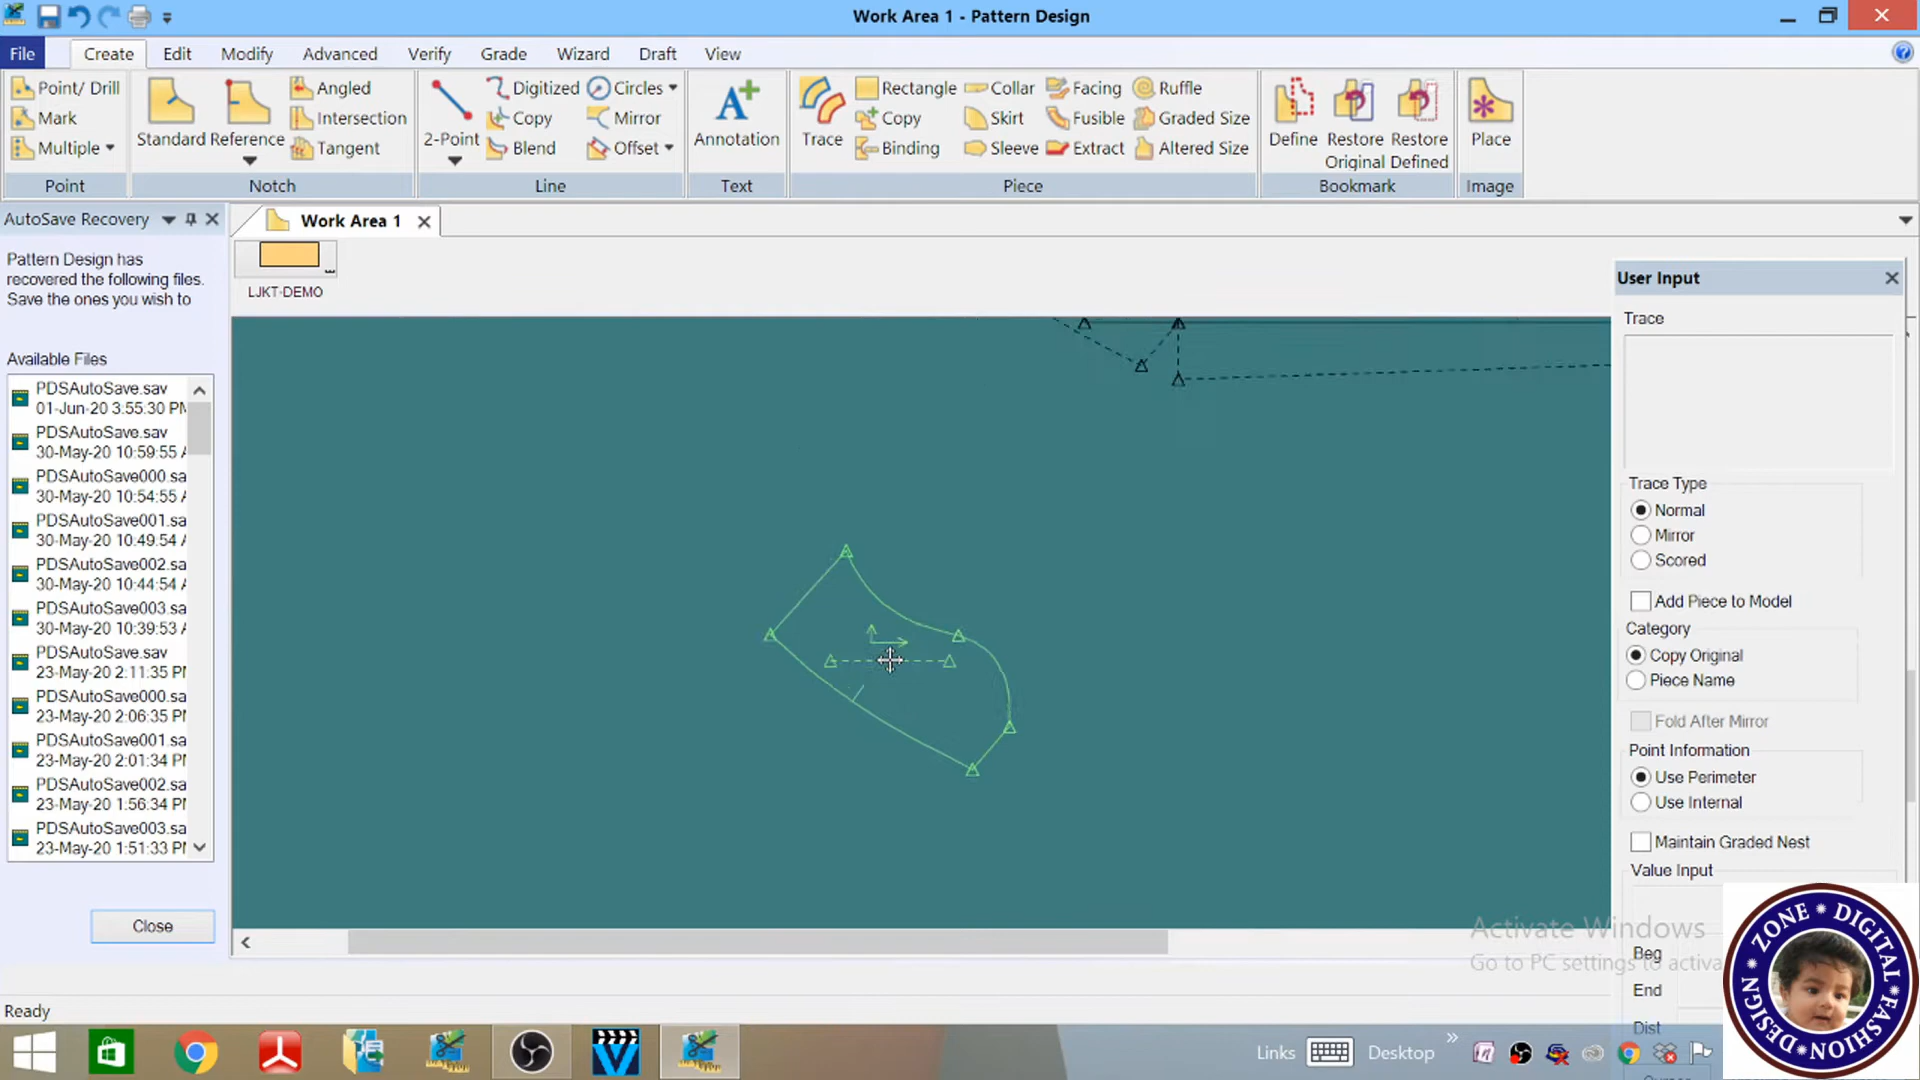 Work Area 1 - Pattern Design
File Create Edit Modify Advanced Verify Grade Wizard Draft View
Point/ Drill
Mark
Multiple
Point
Standard Reference
Angled
Intersection
Tangent
Notch
2-Point
Digitized Circles
Copy Mirror
Blend Offset
Line
Annotation
Text
Trace
Rectangle Collar Facing Ruffle
Copy Skirt Fusible Graded Size
Binding Sleeve Extract Altered Size
Piece
Define Restore Restore
Original Defined
Bookmark
Place
Image
AutoSave Recovery
Pattern Design has
recovered the following files.
Save the ones you wish to
Available Files
PDSAutoSave.sav
01-Jun-20 3.55.30 PM
PDSAutoSave.sav
30-May-20 10:59:55 A
PDSAutoSave000.sa
30-May-20 10:54:55 A
PDSAutoSave001.sa
30-May-20 10:49:54 A
PDSAutoSave002.sa
30-May-20 10:44:54 A
PDSAutoSave003.sa
30-May-20 10:39:53 A
PDSAutoSave.sav
23-May-20 2:11:35 PM
PDSAutoSave000.sa
23-May-20 2:06:35 PM
PDSAutoSave001.sa
23-May-20 2:01:34 PM
PDSAutoSave002.sa
23-May-20 1:56:34 PM
PDSAutoSave003.sa
23-May-20 1:51:33 PM
Close
Work Area 1
LJKT-DEMO
User Input
Trace
Trace Type
Normal
Mirror
Scored
Add Piece to Model
Category
Copy Original
Piece Name
Fold After Mirror
Point Information
Use Perimeter
Use Internal
Maintain Graded Nest
Value Input
Beg
End
Dist
Activate Windows
Go to PC settings to activa
ZONE * DIGITAL * FASHION * DESIGN *
Ready
Links
Desktop